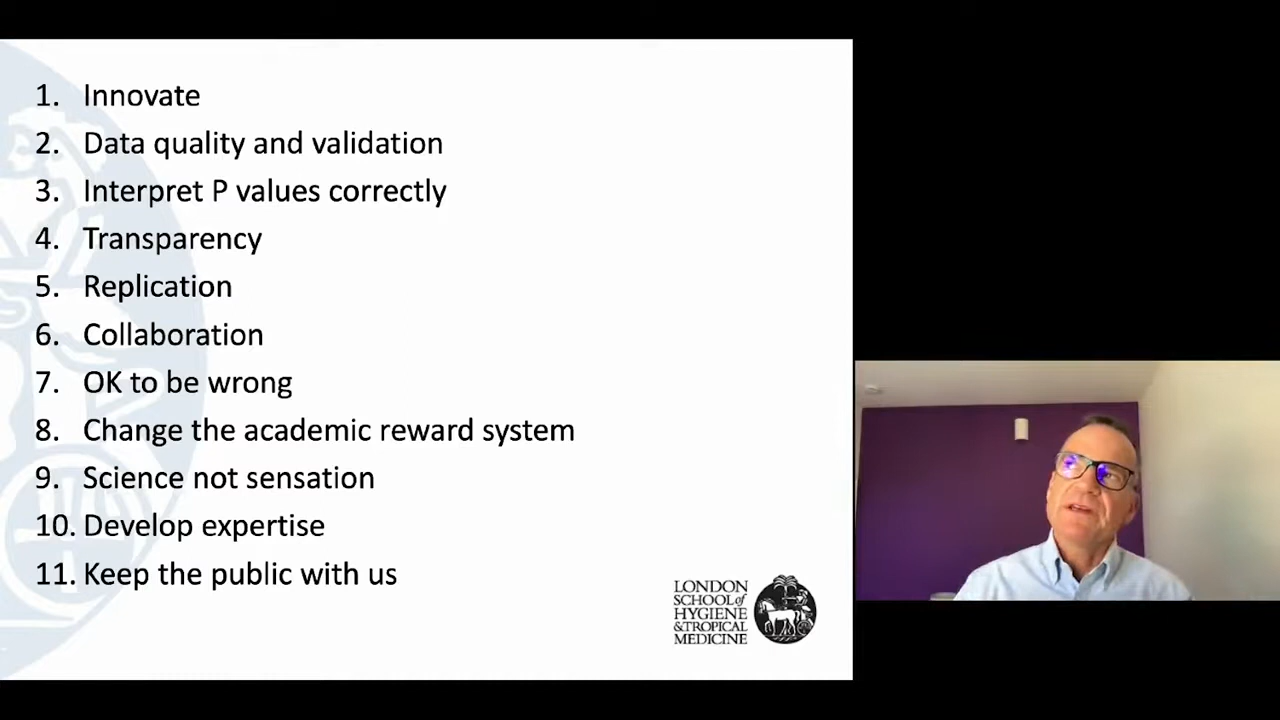 1. Innovate
2. Data quality and validation
3. Interpret P values correctly
4. Transparency
5. Replication
6. Collaboration
7. OK to be wrong
8. Change the academic reward system
9. Science not sensation
10. Develop expertise
11. Keep the public with us
LONDON
SCHOOL of
HYGIENE
& TROPICAL
MEDICINE